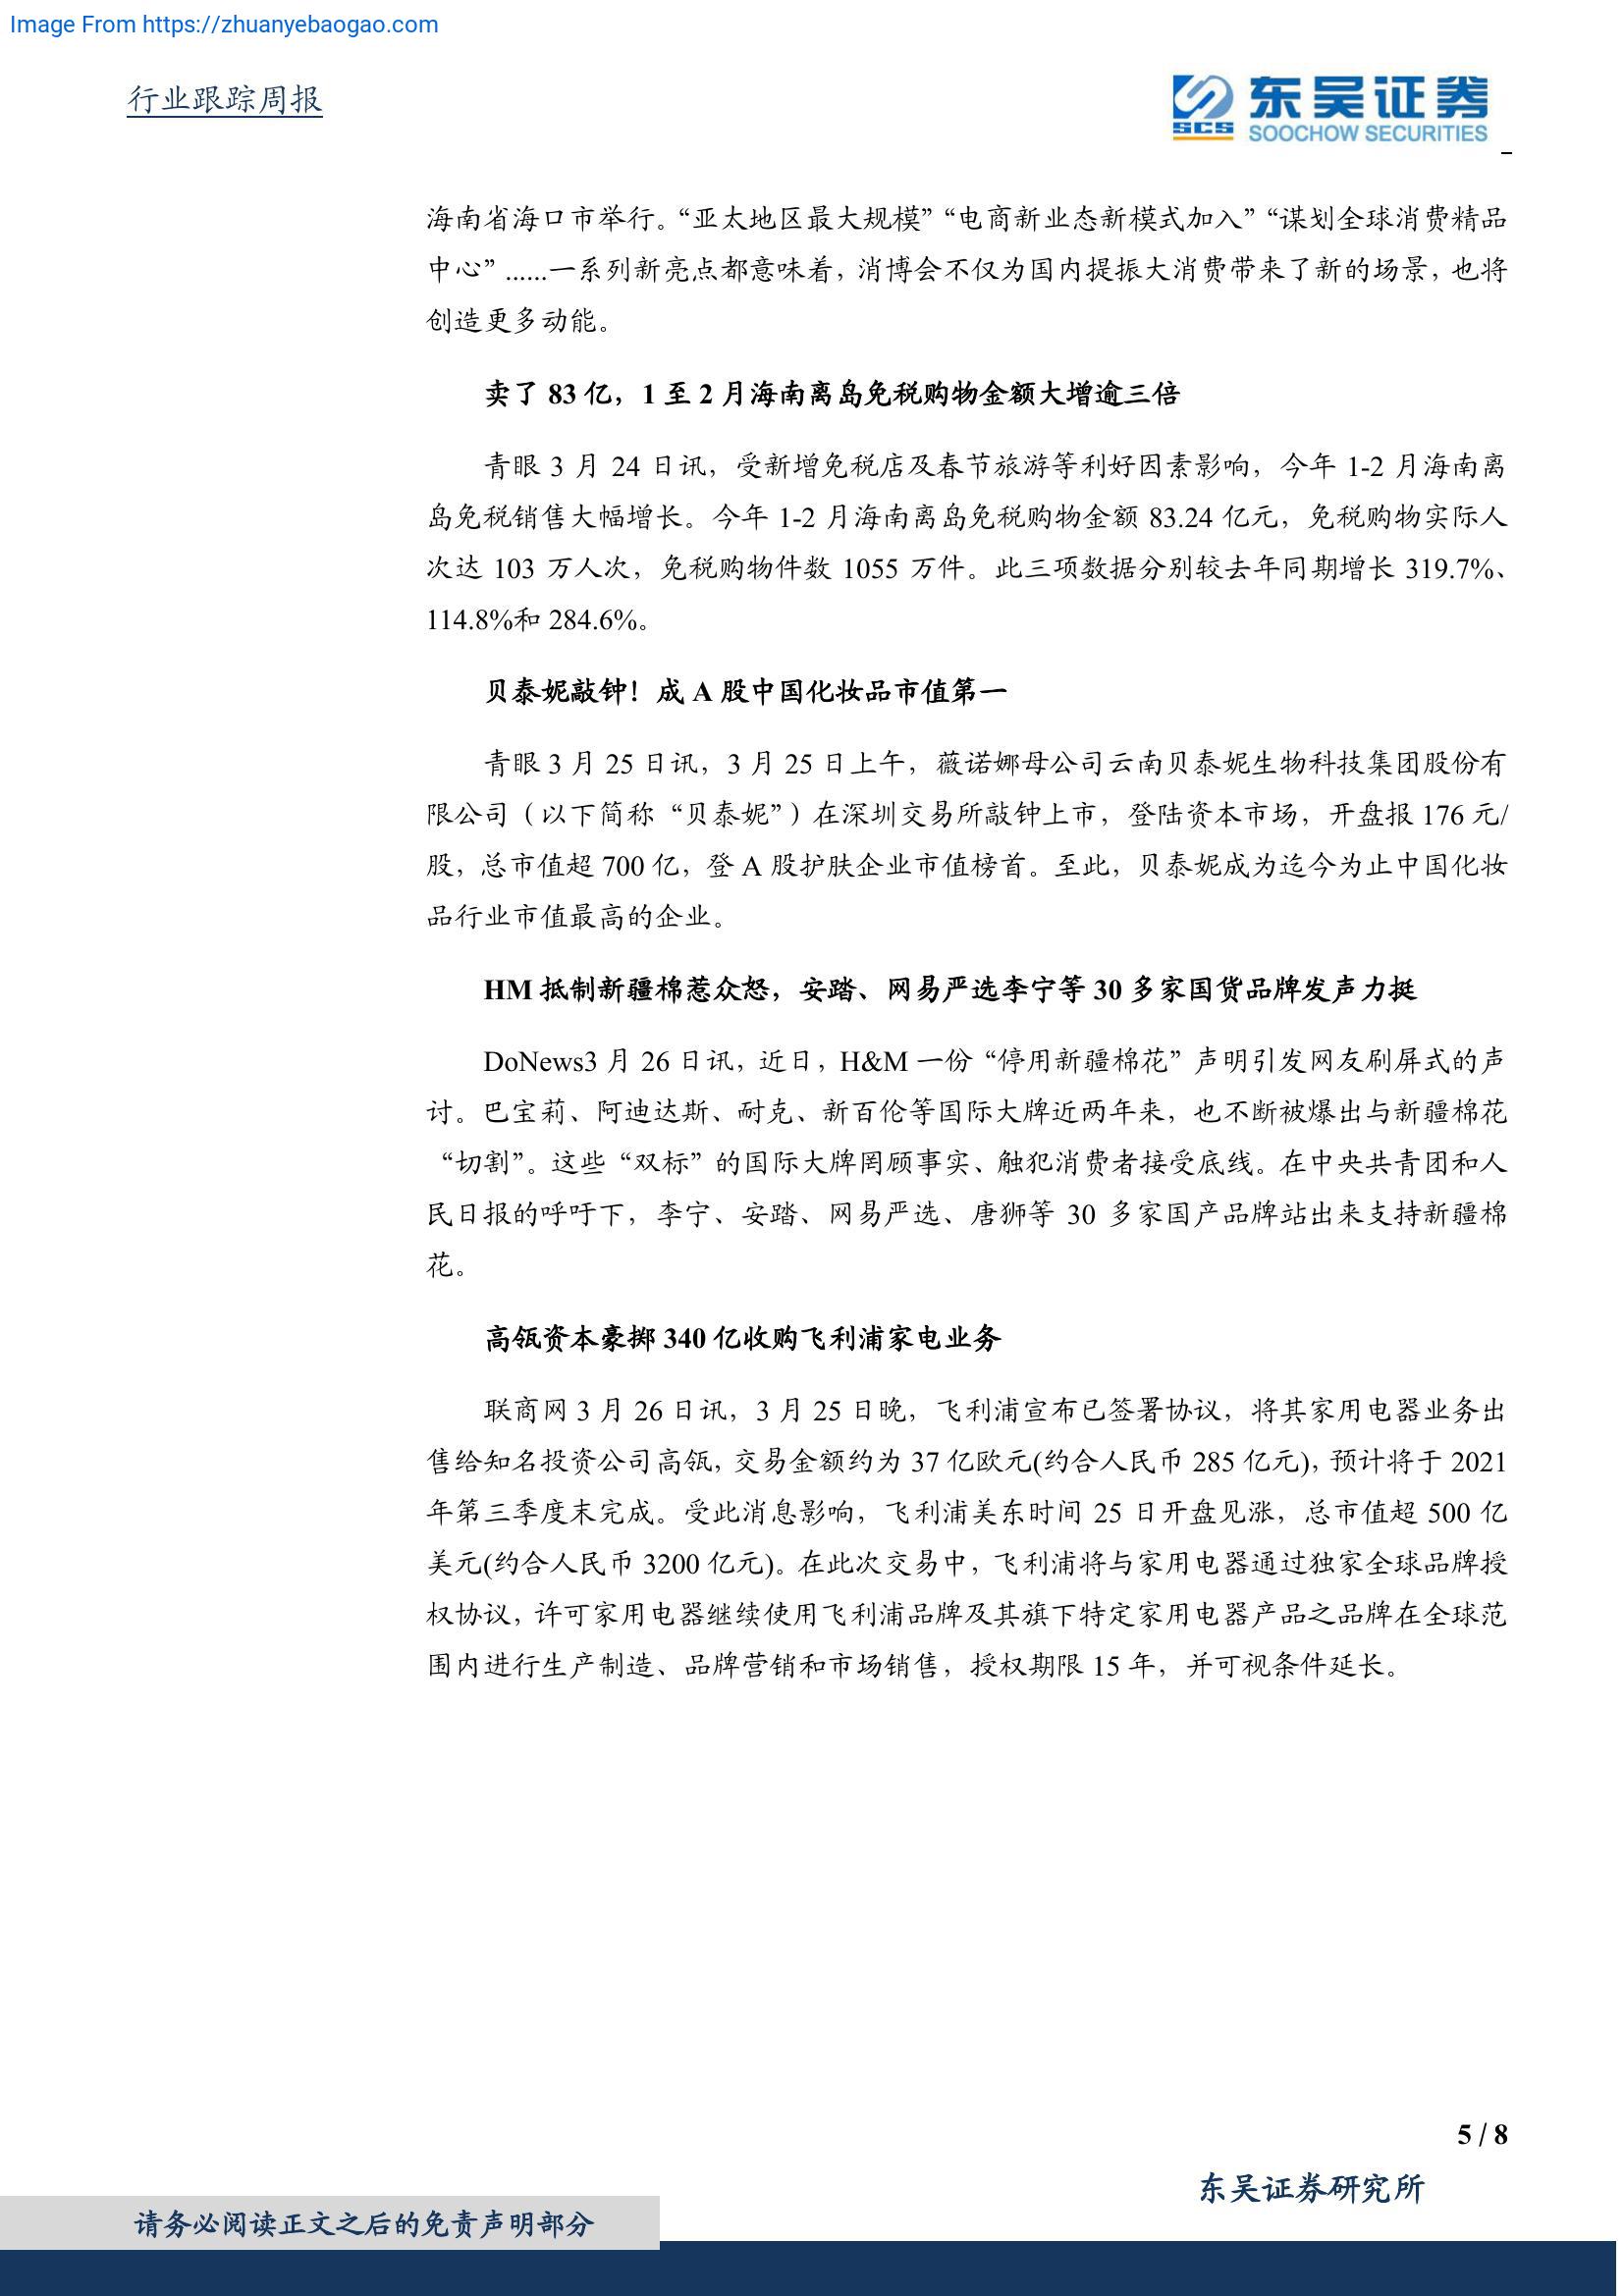 Image From https://zhuanyebaogao.com
行业跟踪周报
SCS
东吴证券
SOOCHOW SECURITIES
海南省海口市举行。“亚太地区最大规模”“电商新业态新模式加入”“谋划全球消费精品
中心”......一系列新亮点都意味着，消博会不仅为国内提振大消费带来了新的场景，也将
创造更多动能。
卖了 83 亿，1 至 2 月海南离岛免税购物金额大增逾三倍
青眼 3 月 24 日讯，受新增免税店及春节旅游等利好因素影响，今年 1-2 月海南离
岛免税销售大幅增长。今年 1-2 月海南离岛免税购物金额 83.24 亿元，免税购物实际人
次达 103 万人次，免税购物件数 1055 万件。此三项数据分别较去年同期增长 319.7%、
114.8%和 284.6%。
贝泰妮敲钟！成 A 股中国化妆品市值第一
青眼 3 月 25 日讯，3 月 25 日上午，薇诺娜母公司云南贝泰妮生物科技集团股份有
限公司（以下简称“贝泰妮”）在深圳交易所敲钟上市，登陆资本市场，开盘报 176 元/
股，总市值超 700 亿，登 A 股护肤企业市值榜首。至此，贝泰妮成为迄今为止中国化妆
品行业市值最高的企业。
HM 抵制新疆棉惹众怒，安踏、网易严选李宁等 30 多家国货品牌发声力挺
DoNews3 月 26 日讯，近日，H&M 一份“停用新疆棉花”声明引发网友刷屏式的声
讨。巴宝莉、阿迪达斯、耐克、新百伦等国际大牌近两年来，也不断被爆出与新疆棉花
“切割”。这些“双标”的国际大牌罔顾事实、触犯消费者接受底线。在中央共青团和人
民日报的呼吁下，李宁、安踏、网易严选、唐狮等 30 多家国产品牌站出来支持新疆棉
花。
高瓴资本豪掷 340 亿收购飞利浦家电业务
联商网 3 月 26 日讯，3 月 25 日晚，飞利浦宣布已签署协议，将其家用电器业务出
售给知名投资公司高瓴，交易金额约为 37 亿欧元(约合人民币 285 亿元)，预计将于 2021
年第三季度末完成。受此消息影响，飞利浦美东时间 25 日开盘见涨，总市值超 500 亿
美元(约合人民币 3200 亿元)。在此次交易中，飞利浦将与家用电器通过独家全球品牌授
权协议，许可家用电器继续使用飞利浦品牌及其旗下特定家用电器产品之品牌在全球范
围内进行生产制造、品牌营销和市场销售，授权期限 15 年，并可视条件延长。
5 / 8
东吴证券研究所
请务必阅读正文之后的免责声明部分